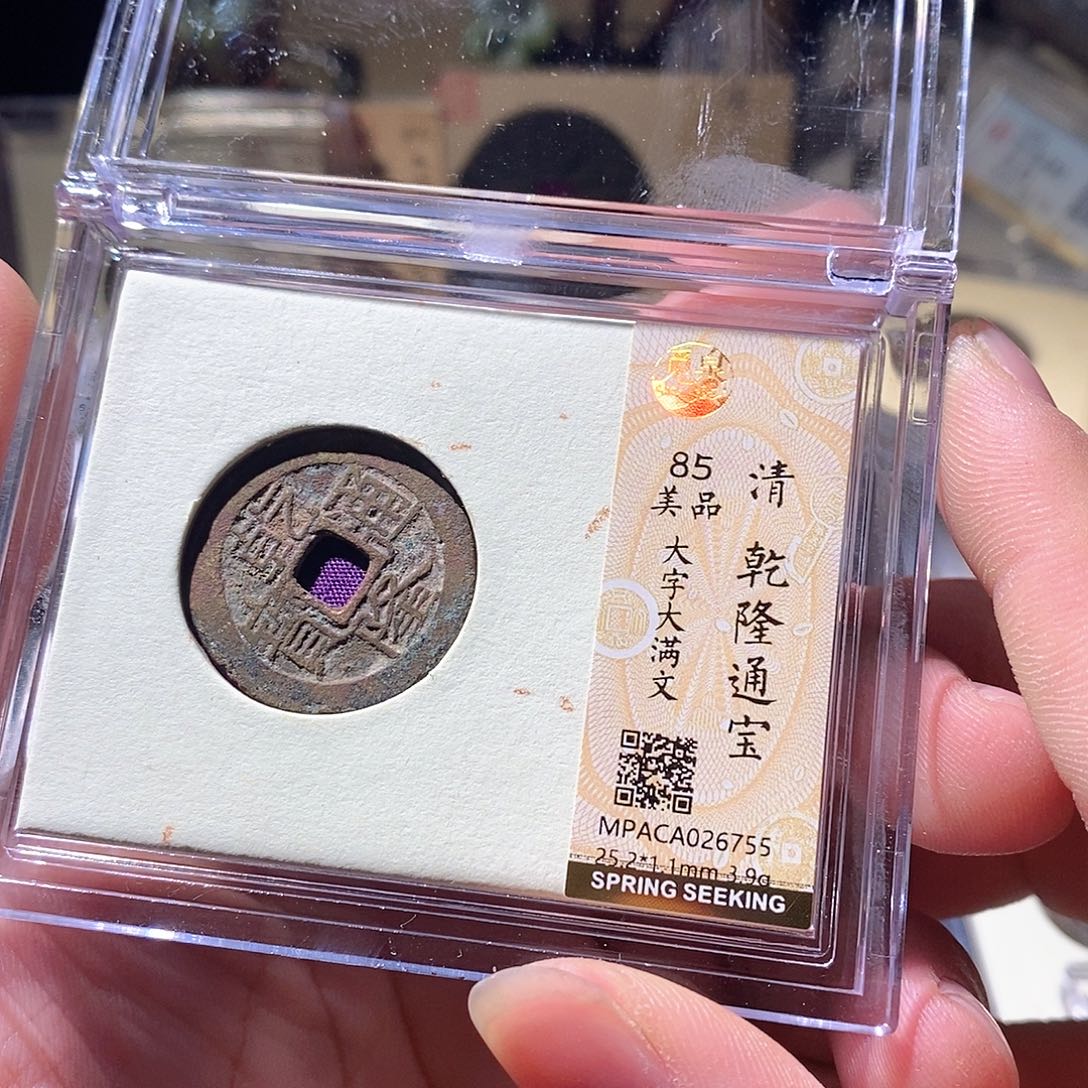 泉
清 乾隆通宝
85
美品
大字大满文
MPACA026755
25.2*1.1mm 3.9g
SPRING SEEKING